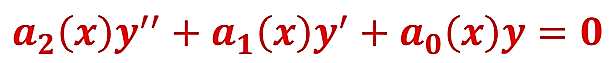 a₂(x)y′′ + a₁(x)y′ + a₀(x)y = 0